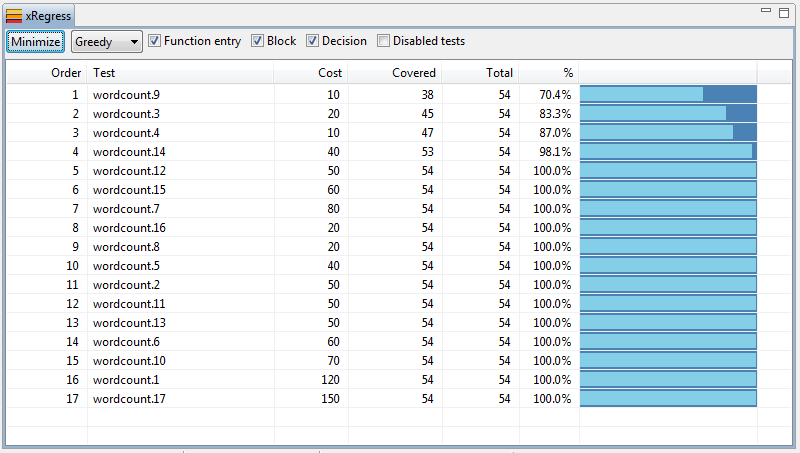 xRegress
Minimize Greedy Function entry Block Decision Disabled tests
Order Test Cost Covered Total %
1 wordcount.9 10 38 54 70.4%
2 wordcount.3 20 45 54 83.3%
3 wordcount.4 10 47 54 87.0%
4 wordcount.14 40 53 54 98.1%
5 wordcount.12 50 54 54 100.0%
6 wordcount.15 60 54 54 100.0%
7 wordcount.7 80 54 54 100.0%
8 wordcount.16 20 54 54 100.0%
9 wordcount.8 20 54 54 100.0%
10 wordcount.5 40 54 54 100.0%
11 wordcount.2 50 54 54 100.0%
12 wordcount.11 50 54 54 100.0%
13 wordcount.13 50 54 54 100.0%
14 wordcount.6 60 54 54 100.0%
15 wordcount.10 70 54 54 100.0%
16 wordcount.1 120 54 54 100.0%
17 wordcount.17 150 54 54 100.0%